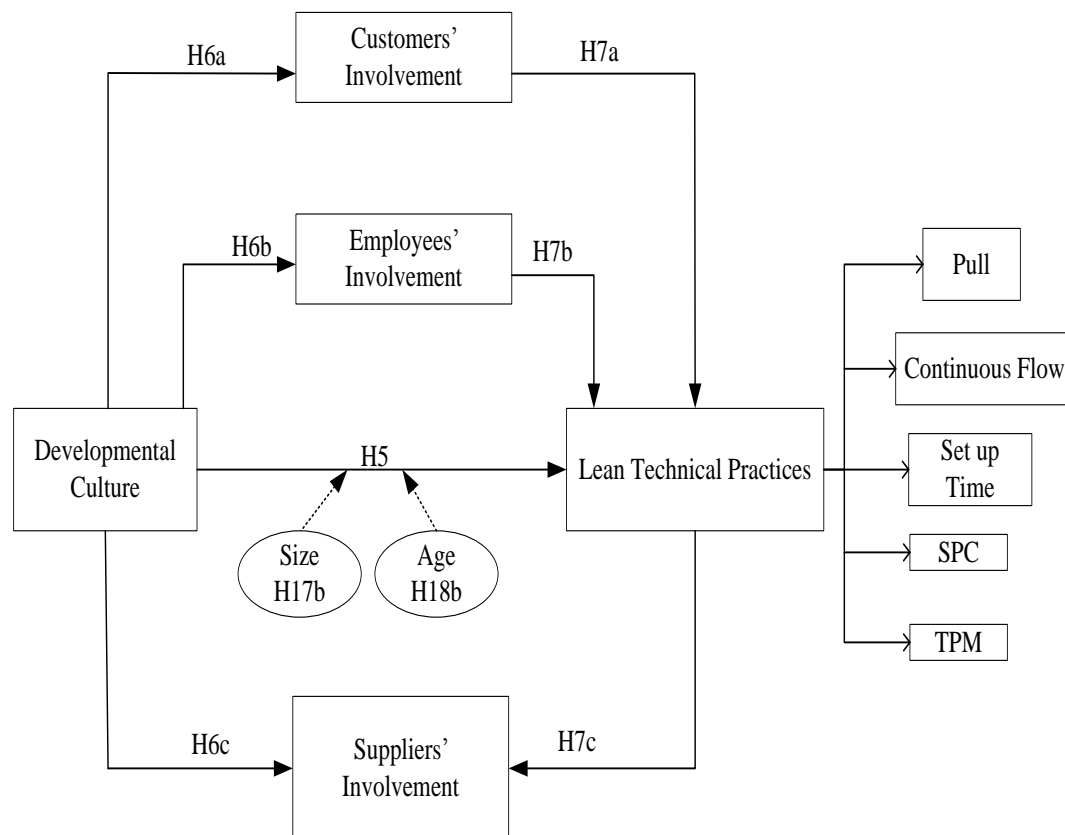 Customers'
Involvement
H6a
H7a
Employees'
Involvement
H6b
H7b
Pull
Continuous Flow
Developmental
Culture
H5
Lean Technical Practices
Set up
Time
Size
H17b
Age
H18b
SPC
TPM
Suppliers'
Involvement
H6c
H7c